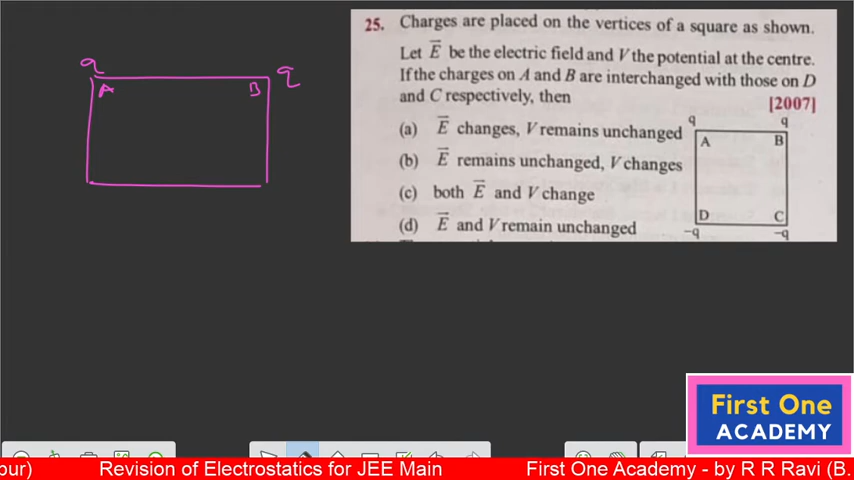 q
q
A
B
25. Charges are placed on the vertices of a square as shown.
Let E⃗ be the electric field and V the potential at the centre.
If the charges on A and B are interchanged with those on D
and C respectively, then
[2007]
(a) E⃗ changes, V remains unchanged
(b) E⃗ remains unchanged, V changes
(c) both E⃗ and V change
(d) E⃗ and V remain unchanged
q
q
A
B
D
C
-q
-q
First One
ACADEMY
pur) Revision of Electrostatics for JEE Main First One Academy - by R R Ravi (B.